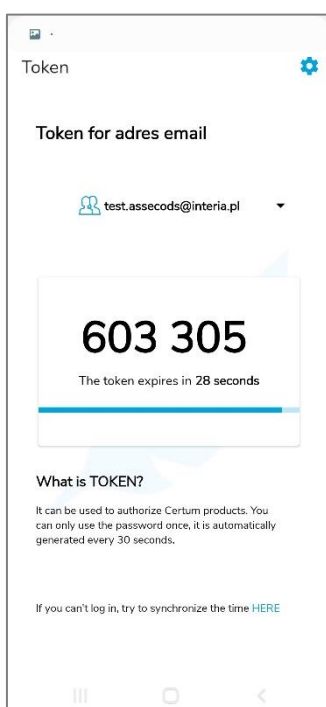 Token
Token for adres email
test.assecods@interia.pl
603 305
The token expires in 28 seconds
What is TOKEN?
It can be used to authorize Certum products. You
can only use the password once, it is automatically
generated every 30 seconds.
If you can't log in, try to synchronize the time HERE